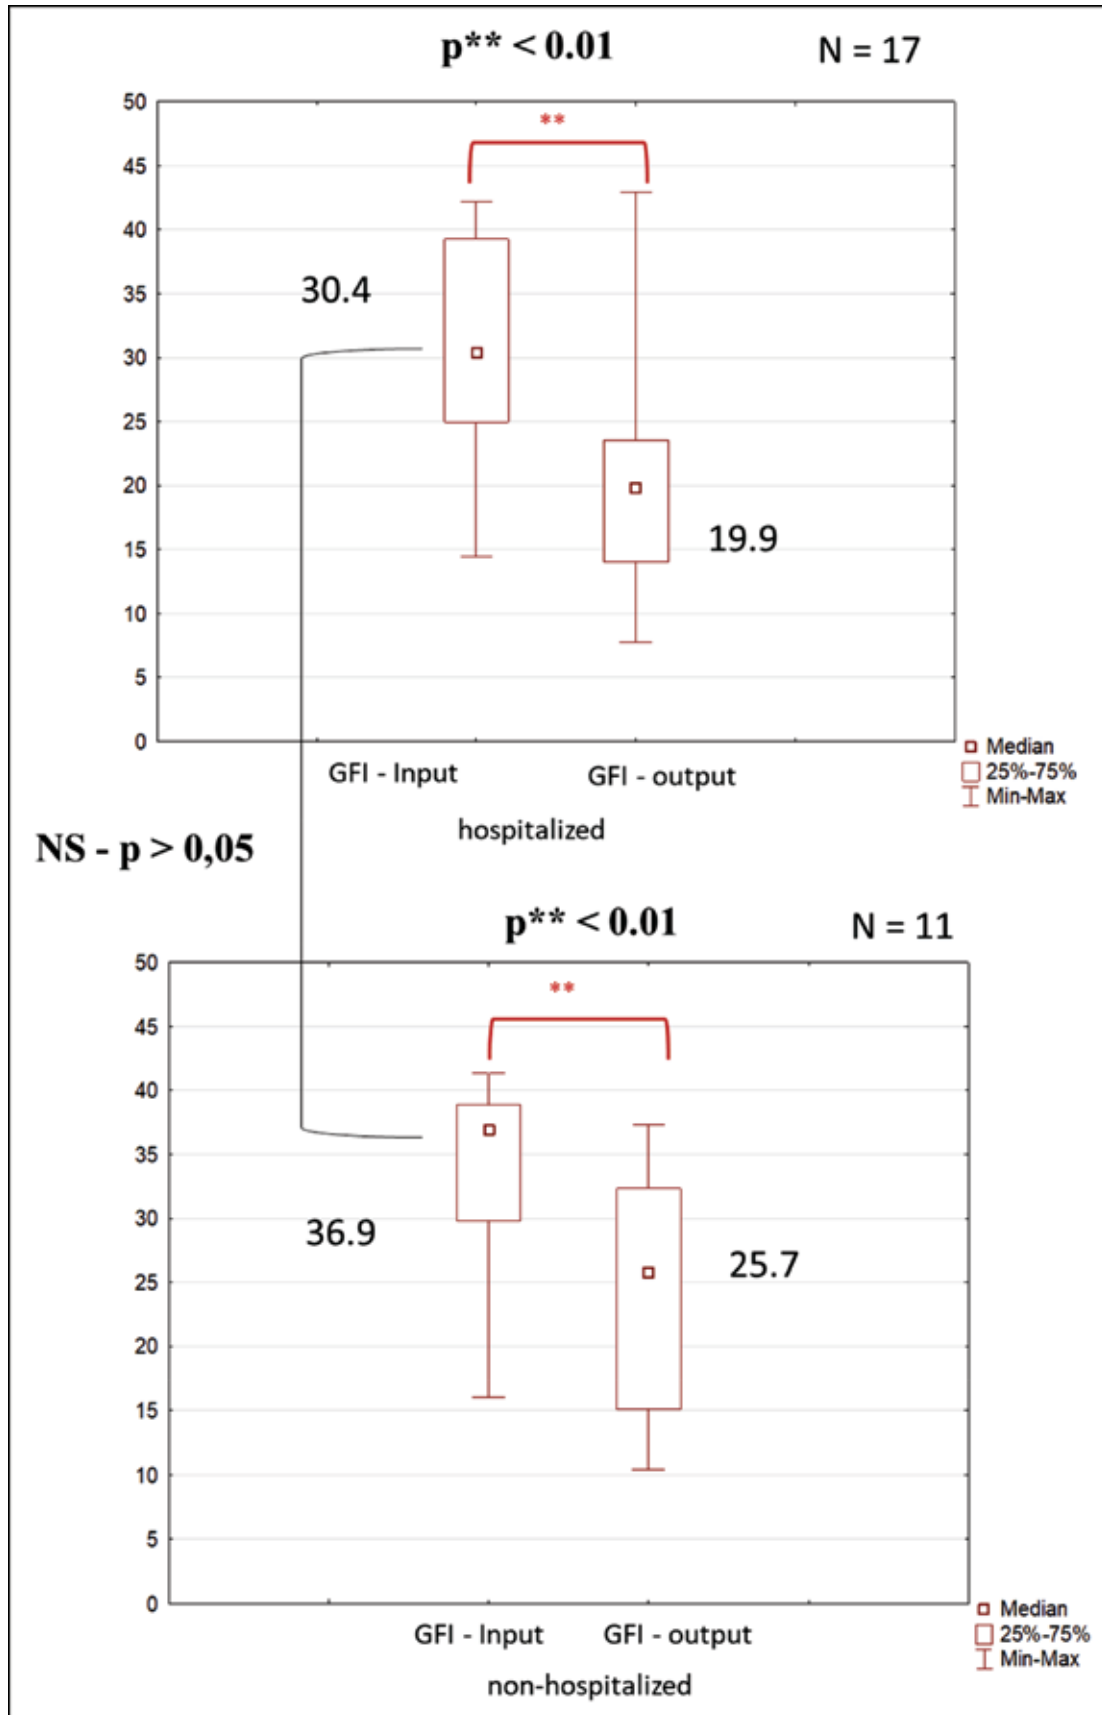 p** < 0.01
N = 17
50
**
45
40
35
30.4
30
25
20
19.9
15
10
5
0
Median
25%-75%
Min-Max
GFI - Input
GFI - output
hospitalized
NS - p > 0,05
p** < 0.01
N = 11
50
**
45
40
35
36.9
30
25.7
25
20
15
10
5
0
Median
25%-75%
Min-Max
GFI - Input
GFI - output
non-hospitalized